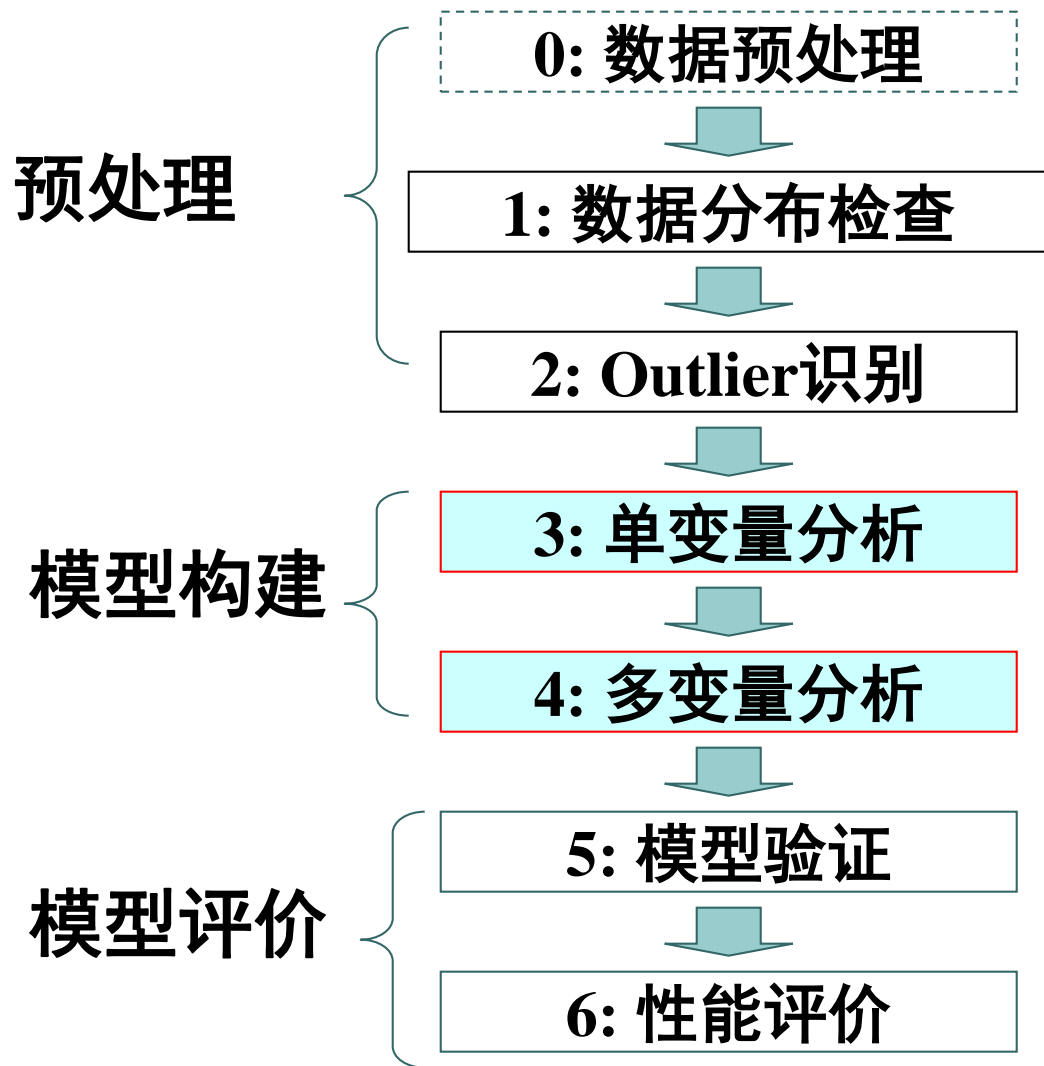 0: 数据预处理
预处理
1: 数据分布检查
2: Outlier识别
3: 单变量分析
模型构建
4: 多变量分析
5: 模型验证
模型评价
6: 性能评价